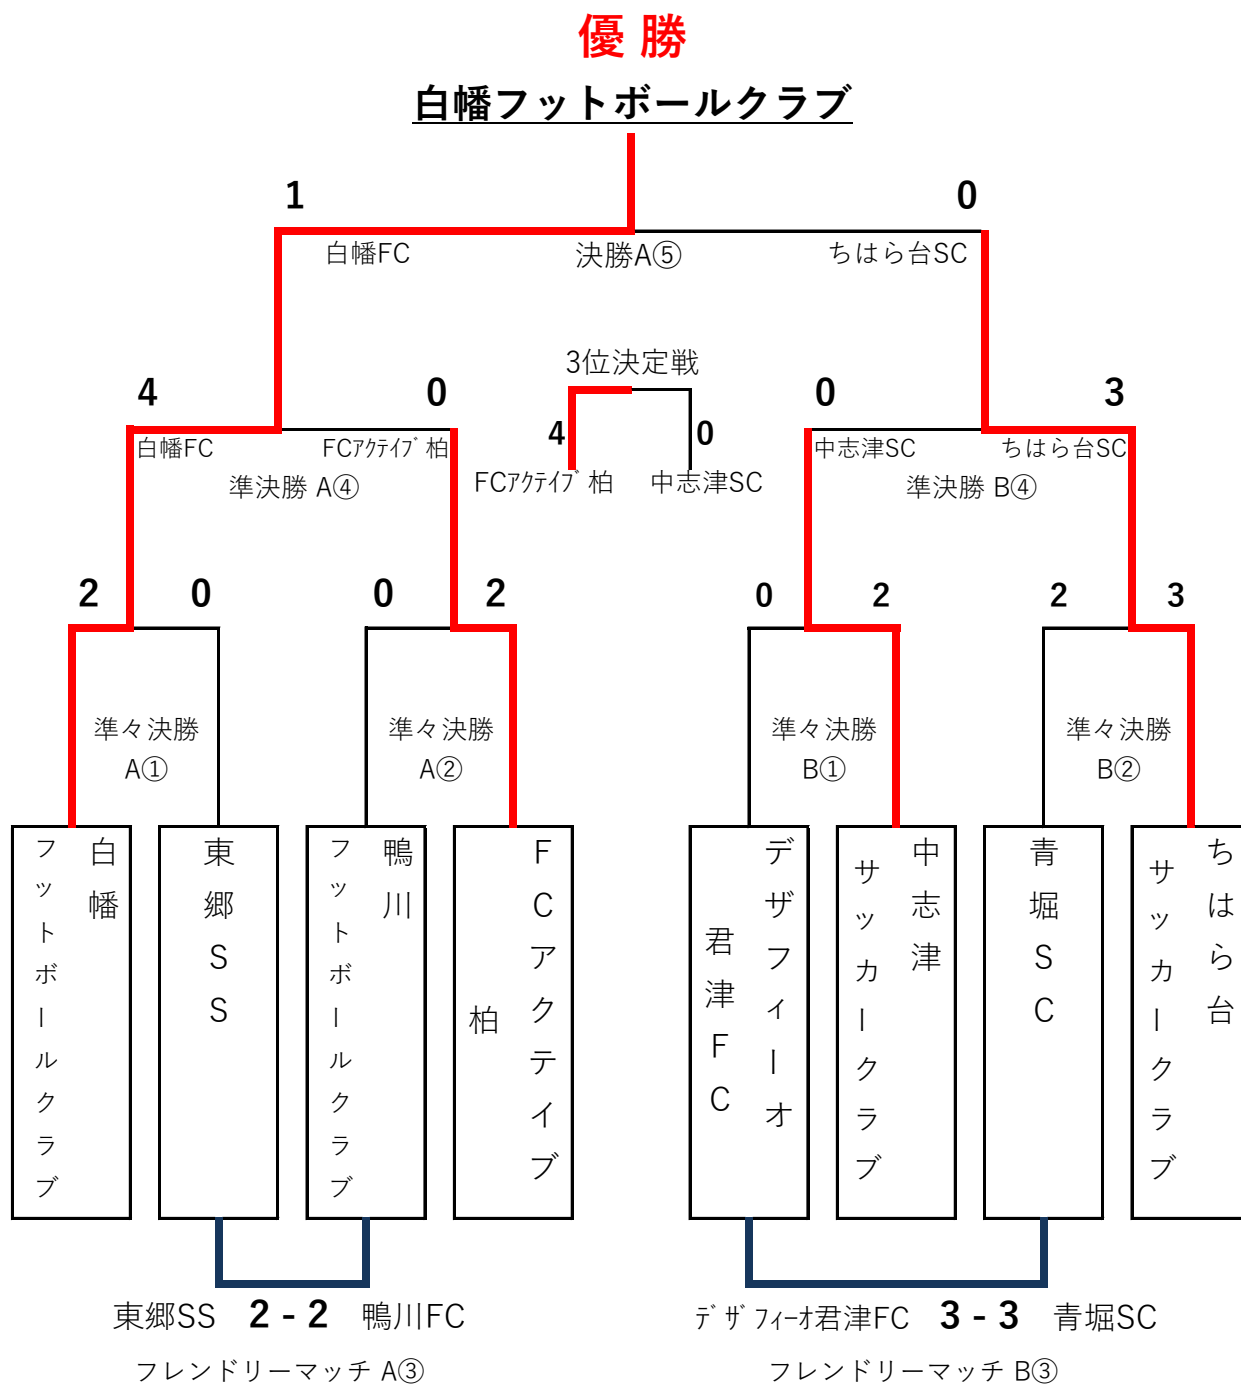 優 勝
白幡フットボールクラブ
1
0
白幡FC
決勝A⑤
ちはら台SC
3位決定戦
4
0
4
0
0
3
白幡FC
FCｱｸﾃｲﾌﾞ柏
FCｱｸﾃｲﾌﾞ柏
中志津SC
中志津SC
ちはら台SC
準決勝 A④
準決勝 B④
2
0
0
2
0
2
2
3
準々決勝
A①
準々決勝
A②
準々決勝
B①
準々決勝
B②
白幡
フットボールクラブ
東郷SS
鴨川
フットボールクラブ
FCアクテイブ
柏
デザフィーオ
君津FC
中志津
サッカークラブ
青堀SC
ちはら台
サッカークラブ
東郷SS 2 - 2 鴨川FC
ﾃﾞｻﾞﾌｨｰｵ君津FC 3 - 3 青堀SC
フレンドリーマッチ A③
フレンドリーマッチ B③